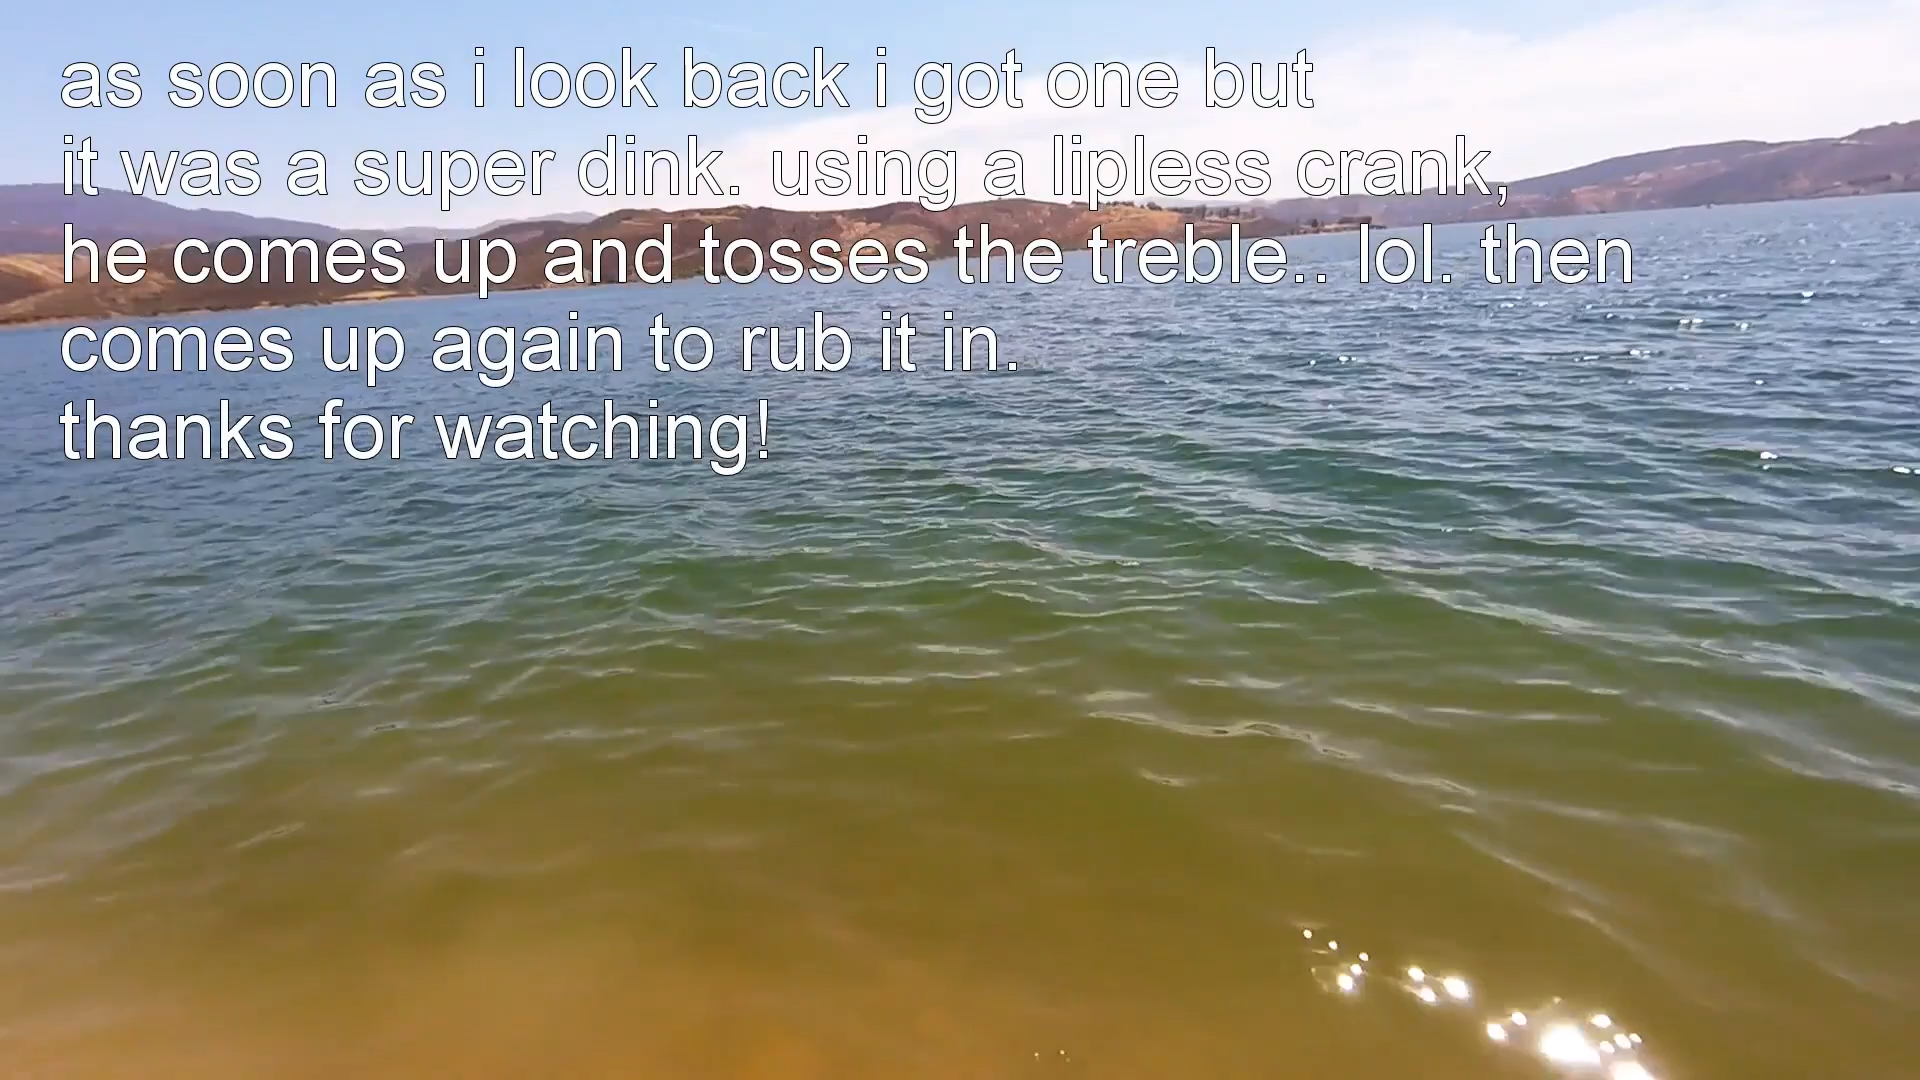 as soon as i look back i got one but
it was a super dink. using a lipless crank,
he comes up and tosses the treble.. lol. then
comes up again to rub it in.
thanks for watching!